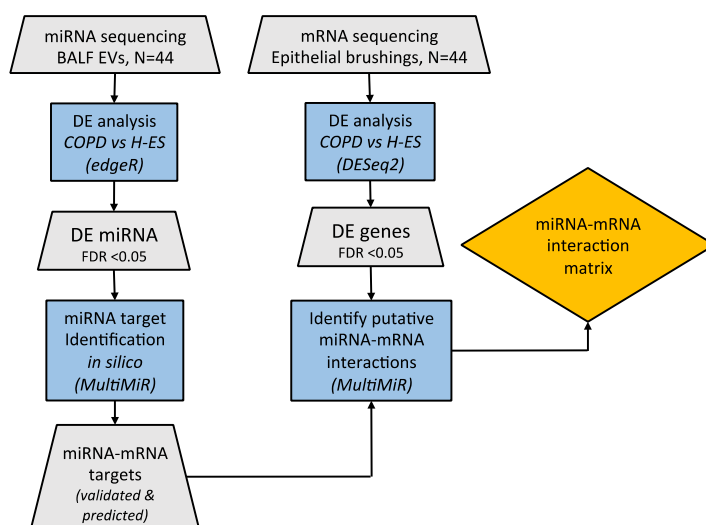 miRNA sequencing
BALF EVs, N=44
DE analysis
COPD vs H-ES
(edgeR)
DE miRNA
FDR <0.05
miRNA target
Identification
in silico
(MultiMiR)
miRNA-mRNA
targets
(validated &
predicted)
mRNA sequencing
Epithelial brushings, N=44
DE analysis
COPD vs H-ES
(DESeq2)
DE genes
FDR <0.05
Identify putative
miRNA-mRNA
interactions
(MultiMiR)
miRNA-mRNA
interaction
matrix